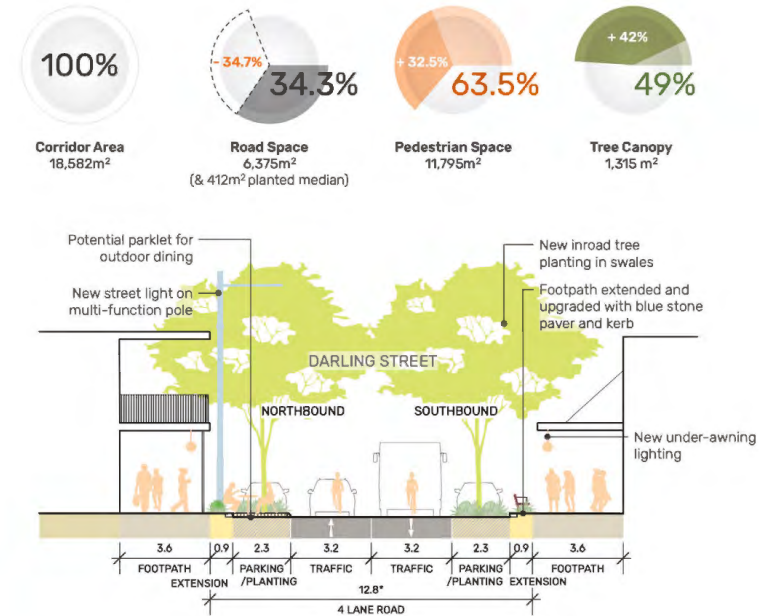 100%
- 34.7%
34.3%
+ 32.5%
63.5%
+ 42%
49%
Corridor Area
18,582m²
Road Space
6,375m²
(& 412m² planted median)
Pedestrian Space
11,795m²
Tree Canopy
1,315 m²
Potential parklet for
outdoor dining
New street light on
multi-function pole
New inroad tree
planting in swales
Footpath extended and
upgraded with blue stone
paver and kerb
DARLING STREET
NORTHBOUND
SOUTHBOUND
New under-awning
lighting
3.6 0.9 2.3 3.2 3.2 2.3 0.9 3.6
FOOTPATH
EXTENSION
PARKING
/PLANTING
TRAFFIC
TRAFFIC
PARKING
/PLANTING
EXTENSION
FOOTPATH
12.8*
4 LANE ROAD